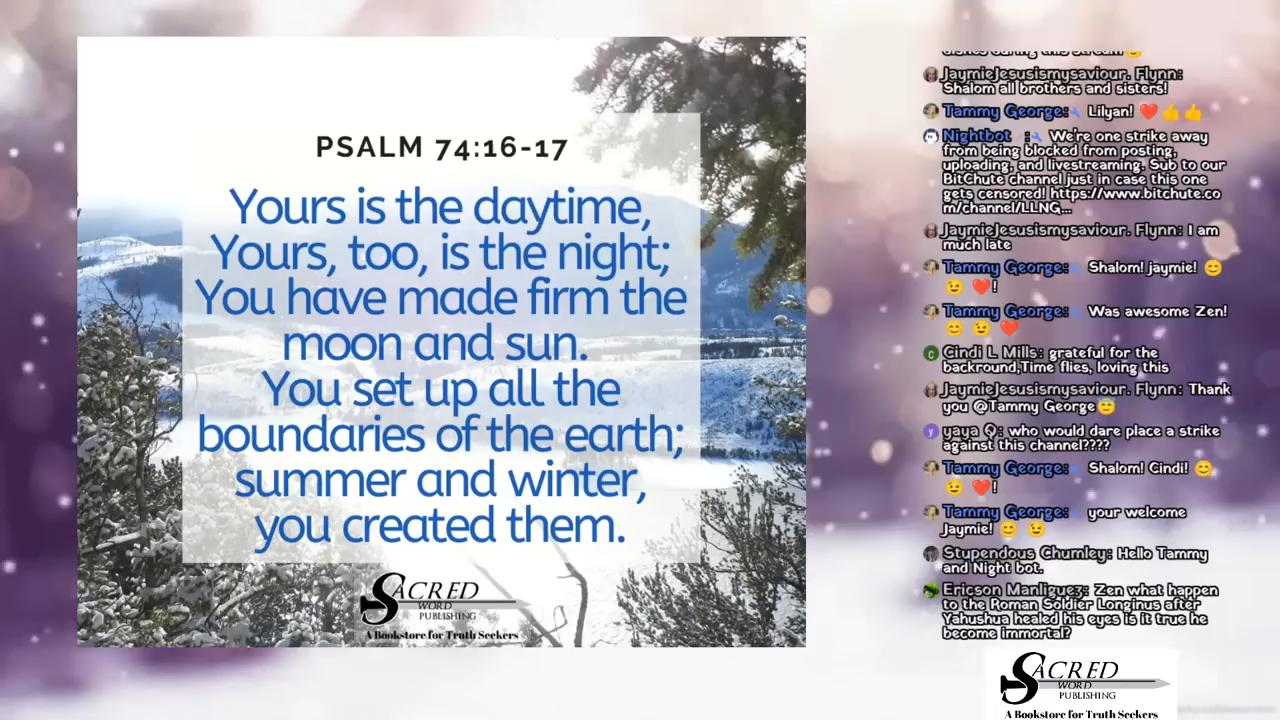 PSALM 74:16-17
Yours is the daytime,
Yours, too, is the night;
You have made firm the
moon and sun.
You set up all the
boundaries of the earth;
summer and winter,
you created them.
SACRED
WORD
PUBLISHING
A Bookstore for Truth Seekers
dishes during this stream😊
JaymieJesusismysaviour. Flynn:
Shalom all brothers and sisters!
Tammy George: Lilyan! ❤️👍👍
Nightbot : We're one strike away
from being blocked from posting,
uploading, and livestreaming. Sub to our
BitChute channel just in case this one
gets censored! https://www.bitchute.co
m/channel/LLNG...
JaymieJesusismysaviour. Flynn: I am
much late
Tammy George: Shalom! jaymie! 😊
😉 ❤️!
Tammy George: Was awesome Zen!
😊 😉 ❤️
C Cindi L Mills: grateful for the
backround,Time flies, loving this
JaymieJesusismysaviour. Flynn: Thank
you @Tammy George😇
y yaya Q: who would dare place a strike
against this channel????
Tammy George: Shalom! Cindi! 😊
😉 ❤️!
Tammy George: your welcome
Jaymie! 😊 😉
Stupendous Chumley: Hello Tammy
and Night bot.
Ericson Manliguez: Zen what happen
to the Roman Soldier Longinus after
Yahushua healed his eyes is it true he
become immortal?
SACRED
WORD
PUBLISHING
A Bookstore for Truth Seekers